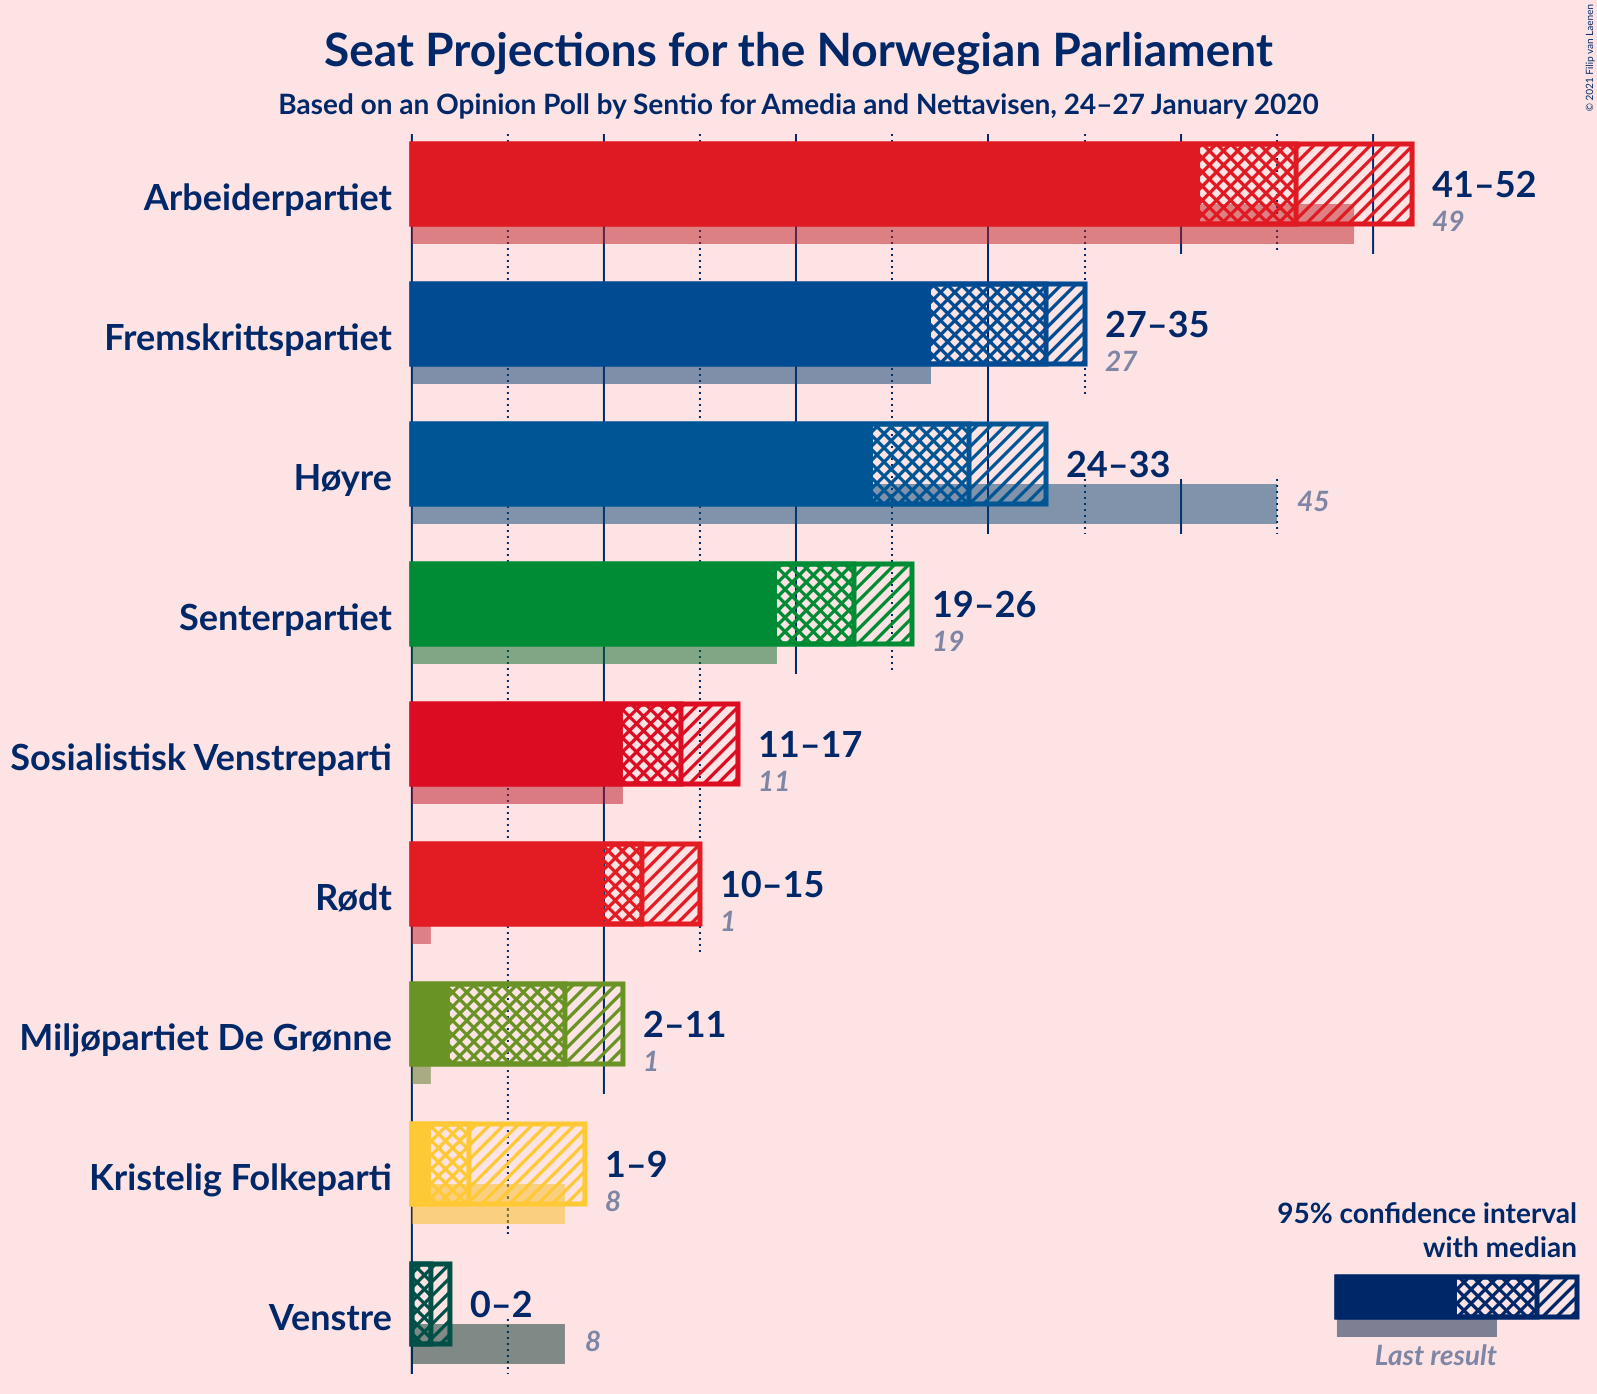 Seat Projections for the Norwegian Parliament
Based on an Opinion Poll by Sentio for Amedia and Nettavisen, 24–27 January 2020
© 2021 Filip van Laenen
Arbeiderpartiet
41–52
49
Fremskrittspartiet
27–35
27
Høyre
24–33
45
Senterpartiet
19–26
19
Sosialistisk Venstreparti
11–17
11
Rødt
10–15
1
Miljøpartiet De Grønne
2–11
1
Kristelig Folkeparti
1–9
8
Venstre
0–2
8
95% confidence interval
with median
Last result